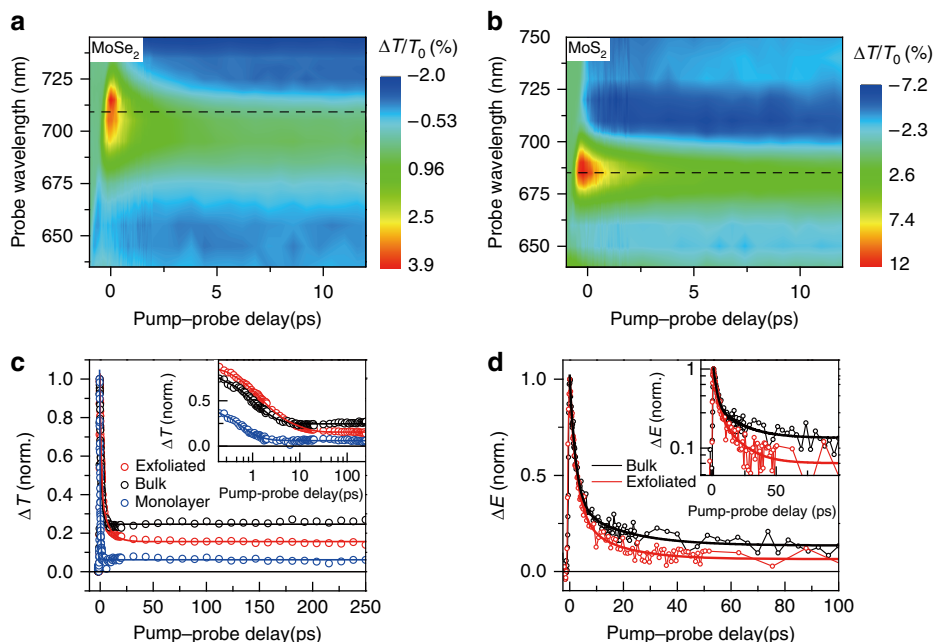 a
MoSe2
Probe wavelength (nm)
725
700
675
650
0
5
10
Pump–probe delay(ps)
ΔT/T0 (%)
-2.0
-0.53
0.96
2.5
3.9
b
MoS2
Probe wavelength (nm)
750
725
700
675
650
0
5
10
Pump–probe delay(ps)
ΔT/T0 (%)
-7.2
-2.3
2.6
7.4
12
c
ΔT (norm.)
1.0
0.8
0.6
0.4
0.2
0.0
0
50
100
150
200
250
Pump–probe delay(ps)
Exfoliated
Bulk
Monolayer
ΔT (norm.)
0.5
0.0
1
10
100
Pump-probe delay(ps)
d
ΔE (norm.)
1.0
0.5
0.0
0
20
40
60
80
100
Pump–probe delay(ps)
Bulk
Exfoliated
ΔE (norm.)
1
0.1
0
50
Pump-probe delay (ps)